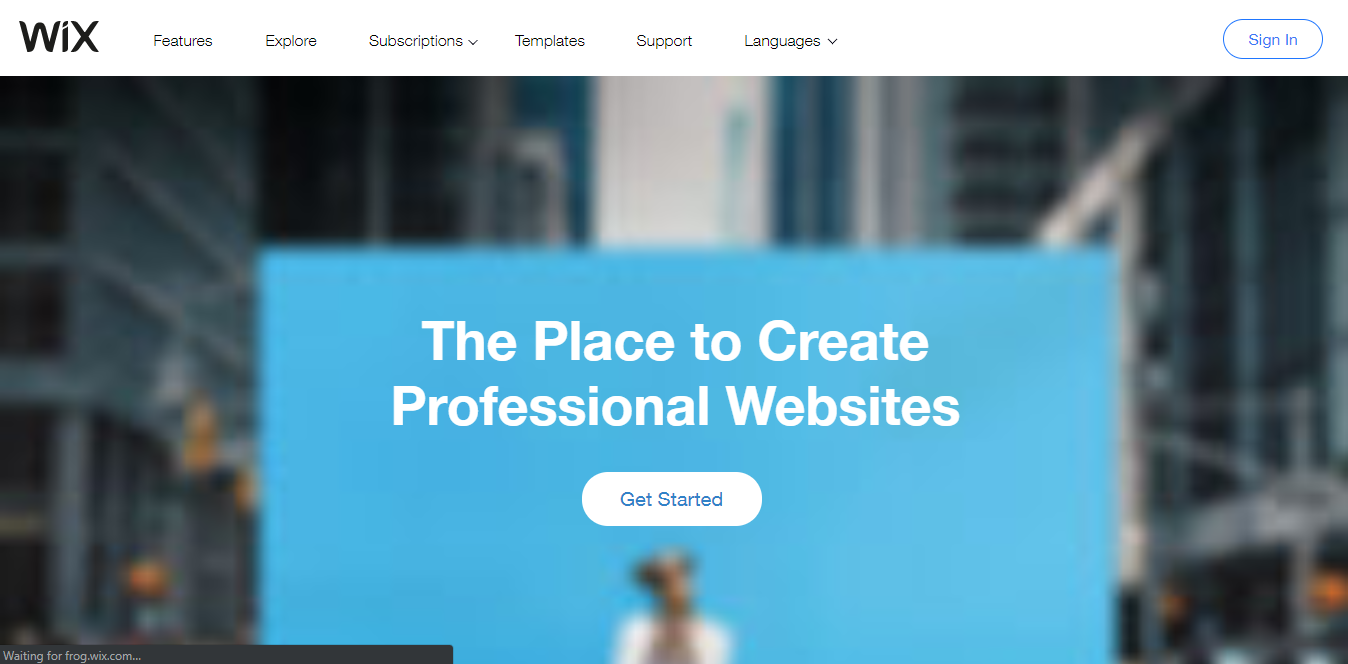 WiX
Features
Explore
Subscriptions
Templates
Support
Languages
Sign In
The Place to Create
Professional Websites
Get Started
Waiting for frog.wix.com...